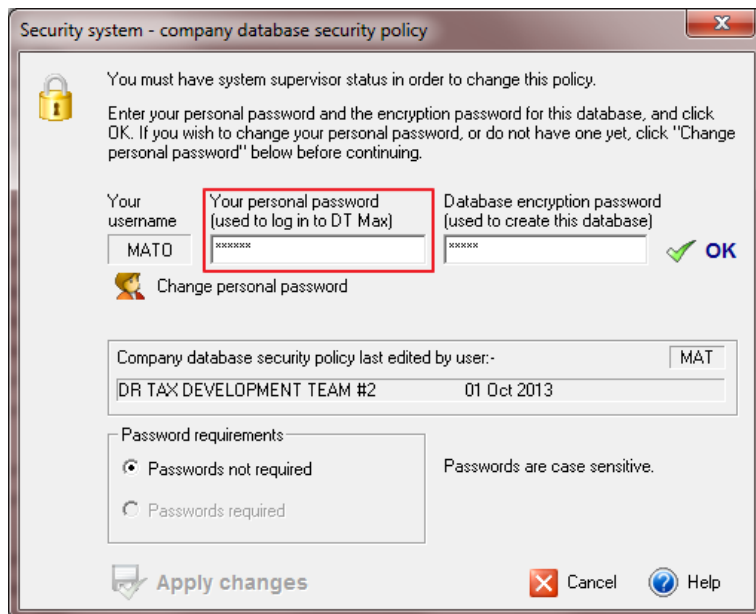 Security system - company database security policy
You must have system supervisor status in order to change this policy.
Enter your personal password and the encryption password for this database, and click
OK. If you wish to change your personal password, or do not have one yet, click "Change
personal password" below before continuing.
Your
username
MATO
Your personal password
(used to log in to DT Max)
××××××
Database encryption password
(used to create this database)
×××××
OK
Change personal password
Company database security policy last edited by user:-
MAT
DR TAX DEVELOPMENT TEAM #2 01 Oct 2013
Password requirements
Passwords not required
Passwords required
Passwords are case sensitive.
Apply changes
Cancel
Help